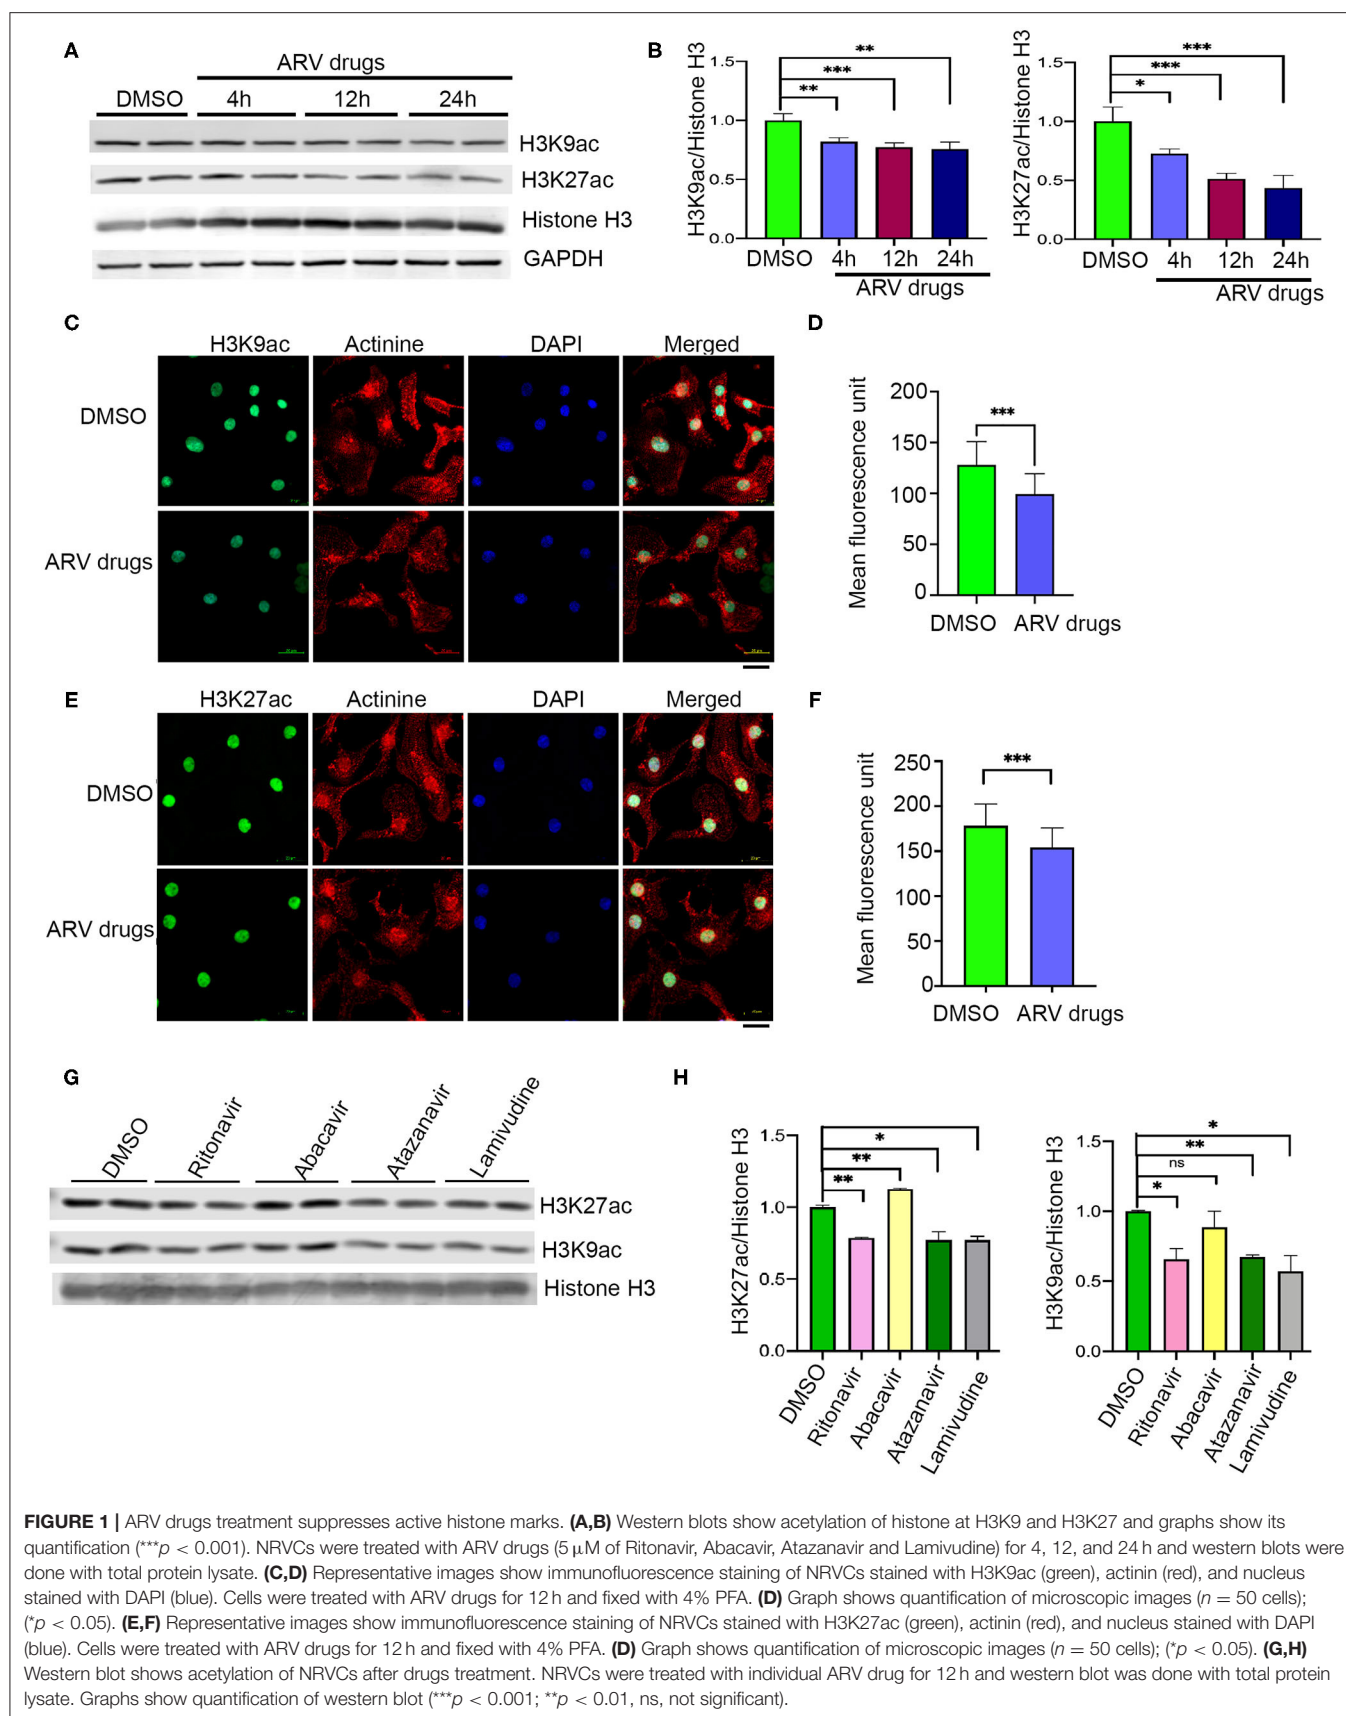 A
ARV drugs
DMSO 4h 12h 24h
H3K9ac
H3K27ac
Histone H3
GAPDH
B
H3K9ac/Histone H3
1.5
1.0
0.5
0.0
**
***
**
DMSO 4h 12h 24h
ARV drugs
H3K27ac/Histone H3
1.5
1.0
0.5
0.0
***
***
*
DMSO 4h 12h 24h
ARV drugs
C
H3K9ac Actinine DAPI Merged
DMSO
ARV drugs
D
Mean fluorescence unit
200
150
100
50
0
***
DMSO ARV drugs
E
H3K27ac Actinine DAPI Merged
DMSO
ARV drugs
F
Mean fluorescence unit
250
200
150
100
50
0
***
DMSO ARV drugs
G
DMSO Ritonavir Abacavir Atazanavir Lamivudine
H3K27ac
H3K9ac
Histone H3
H
H3K27ac/Histone H3
1.5
1.0
0.5
0.0
*
**
**
DMSO Ritonavir Abacavir Atazanavir Lamivudine
H3K9ac/Histone H3
1.5
1.0
0.5
0.0
*
**
ns
*
DMSO Ritonavir Abacavir Atazanavir Lamivudine
FIGURE 1 | ARV drugs treatment suppresses active histone marks. (A,B) Western blots show acetylation of histone at H3K9 and H3K27 and graphs show its
quantification (***p < 0.001). NRVCs were treated with ARV drugs (5 μM of Ritonavir, Abacavir, Atazanavir and Lamivudine) for 4, 12, and 24 h and western blots were
done with total protein lysate. (C,D) Representative images show immunofluorescence staining of NRVCs stained with H3K9ac (green), actinin (red), and nucleus
stained with DAPI (blue). Cells were treated with ARV drugs for 12 h and fixed with 4% PFA. (D) Graph shows quantification of microscopic images (n = 50 cells);
(*p < 0.05). (E,F) Representative images show immunofluorescence staining of NRVCs stained with H3K27ac (green), actinin (red), and nucleus stained with DAPI
(blue). Cells were treated with ARV drugs for 12 h and fixed with 4% PFA. (D) Graph shows quantification of microscopic images (n = 50 cells); (*p < 0.05). (G,H)
Western blot shows acetylation of NRVCs after drugs treatment. NRVCs were treated with individual ARV drug for 12 h and western blot was done with total protein
lysate. Graphs show quantification of western blot (***p < 0.001; **p < 0.01, ns, not significant).